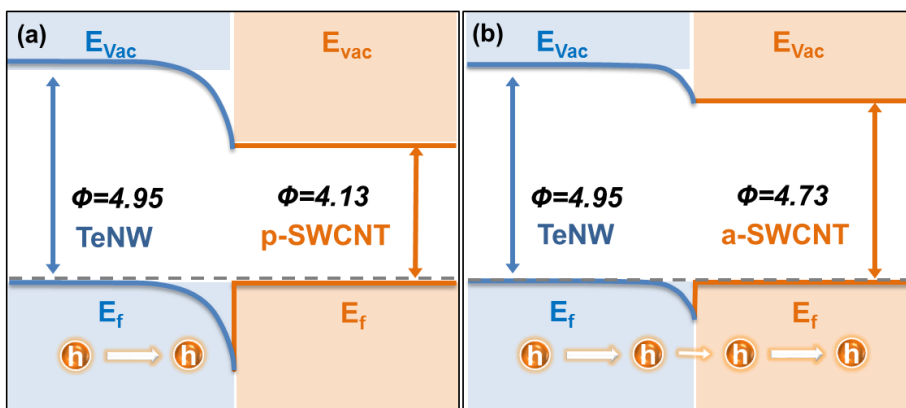 (a)
E_Vac
E_vac
Φ=4.95
TeNW
Φ=4.13
p-SWCNT
E_f
E_f
h
h
(b)
E_Vac
E_vac
Φ=4.95
TeNW
Φ=4.73
a-SWCNT
E_f
E_f
h
h
h
h